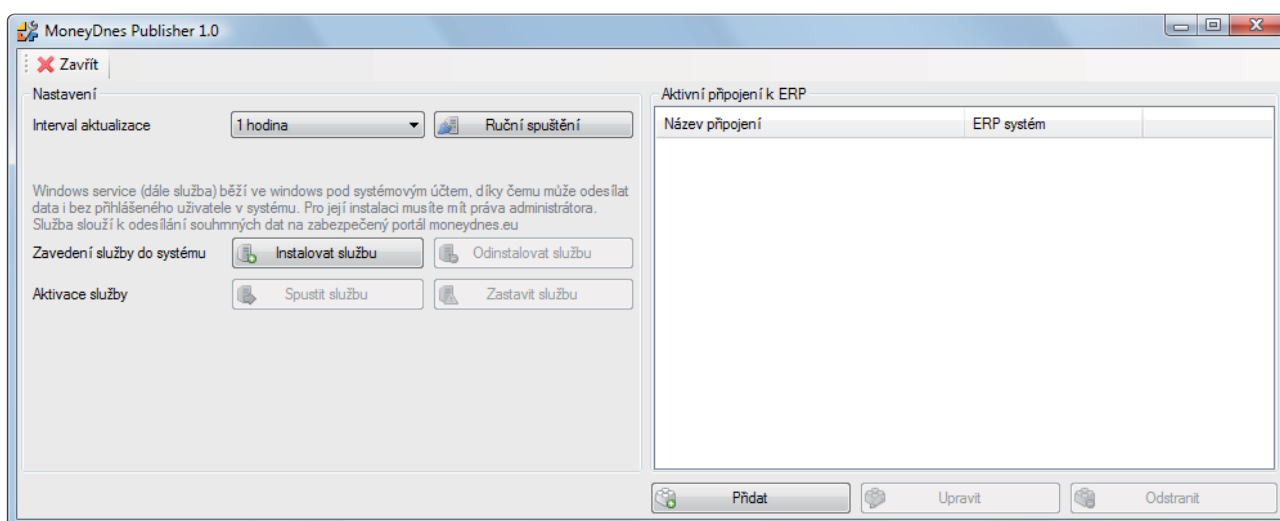 MoneyDnes Publisher 1.0
Zavřít
Nastavení
Interval aktualizace
1 hodina
Ruční spuštění
Windows service (dále služba) běží ve windows pod systémovým účtem, díky čemu může odesílat
data i bez přihlášeného uživatele v systému. Pro její instalaci musíte mít práva administrátora.
Služba slouží k odesílání souhrnných dat na zabezpečený portál moneydnes.eu
Zavedení služby do systému
Instalovat službu
Odinstalovat službu
Aktivace služby
Spustit službu
Zastavit službu
Aktivní připojení k ERP
Název připojení
ERP systém
Přidat
Upravit
Odstranit